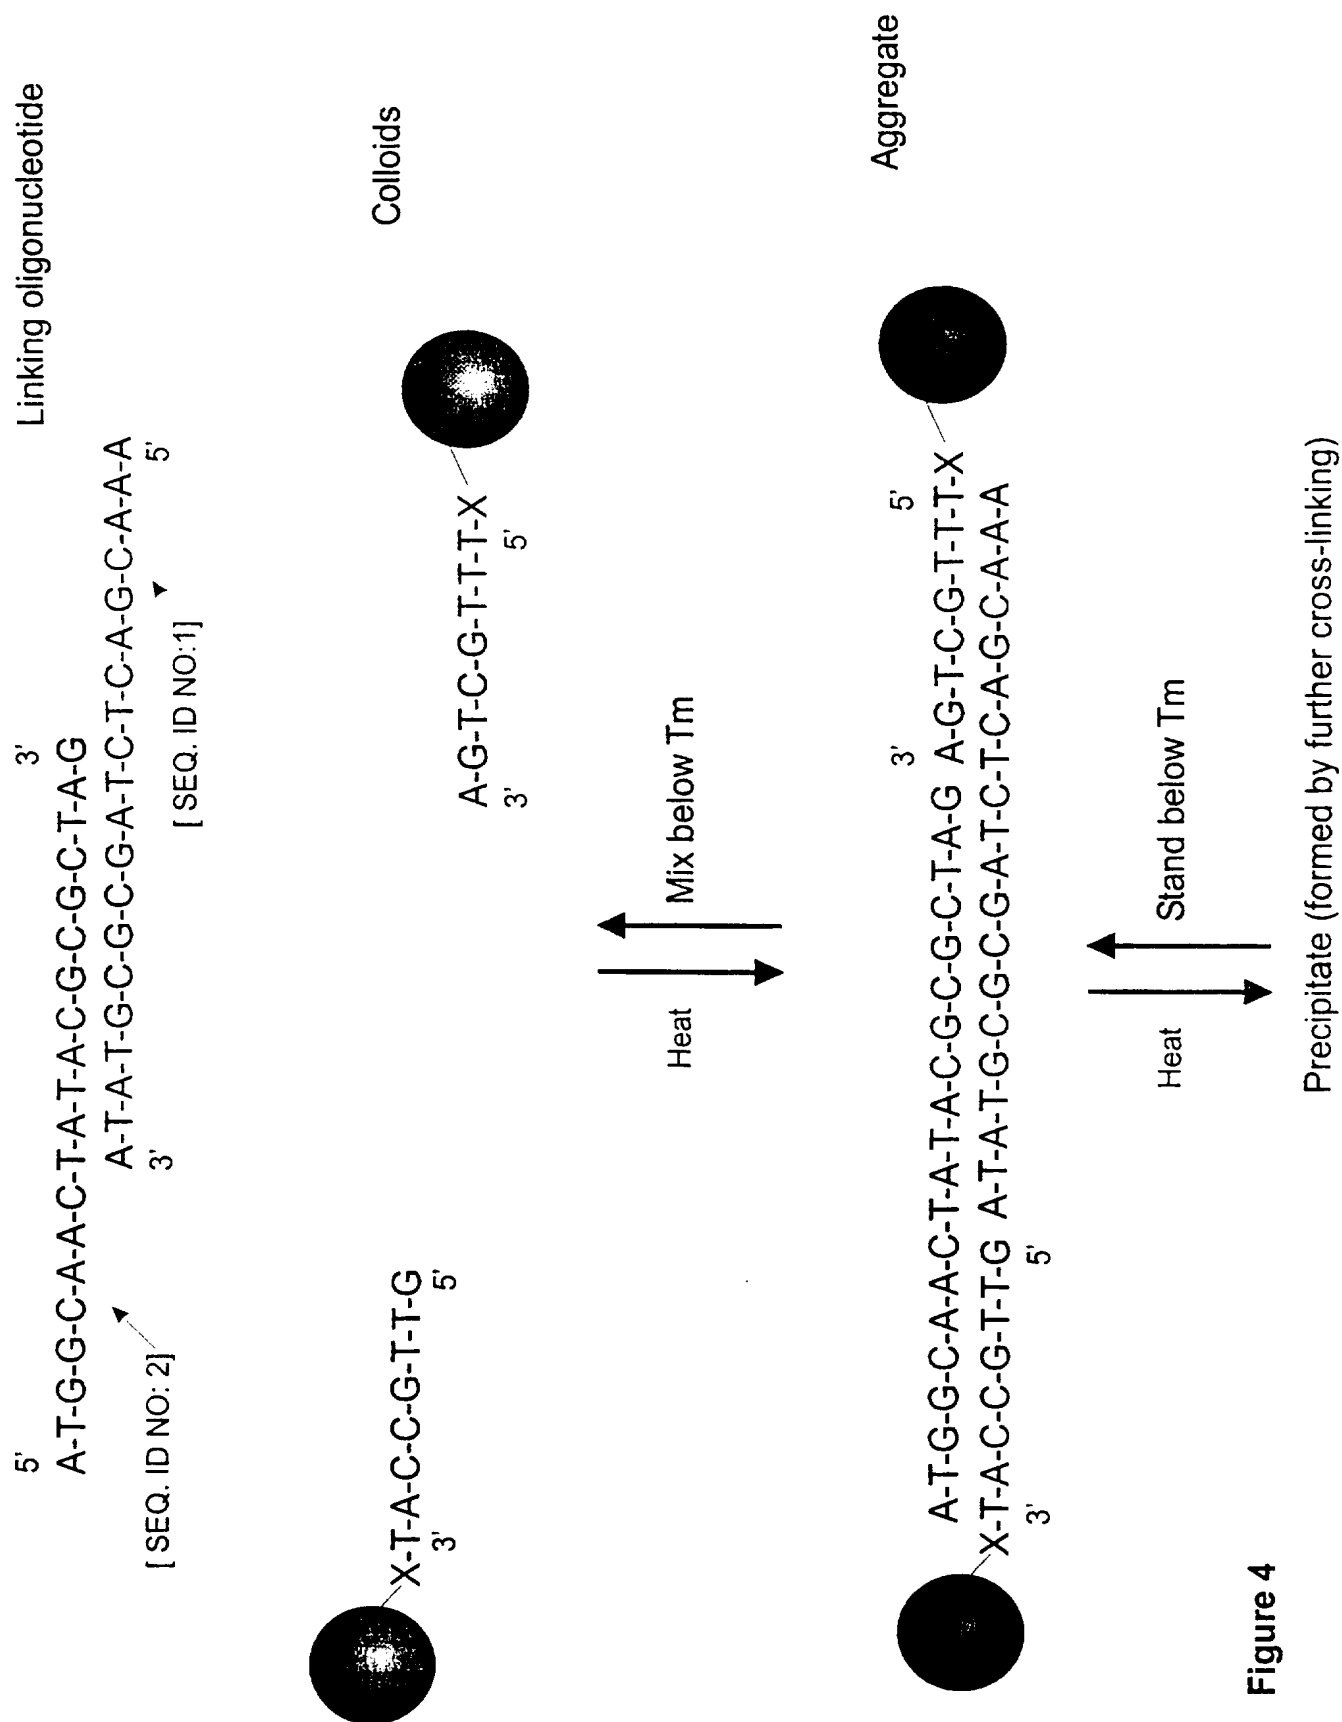 Linking oligonucleotide
5'
3'
A-T-G-G-C-A-A-C-T-A-T-A-C-G-C-G-C-T-A-G
A-T-A-T-G-C-G-C-G-A-T-C-T-C-A-G-C-A-A-A
3'
5'
[SEQ. ID NO: 2]
[SEQ. ID NO:1]
Colloids
X-T-A-C-C-G-T-T-G
3'
5'
A-G-T-C-G-T-T-T-X
3'
5'
Heat
Mix below Tm
Aggregate
3'
5'
A-T-G-G-C-A-A-C-T-A-T-A-C-G-C-G-C-T-A-G A-G-T-C-G-T-T-T-X
X-T-A-C-C-G-T-T-G A-T-A-T-G-C-G-C-G-A-T-C-T-C-A-G-C-A-A-A
3'
5'
Heat
Stand below Tm
Precipitate (formed by further cross-linking)
Figure 4